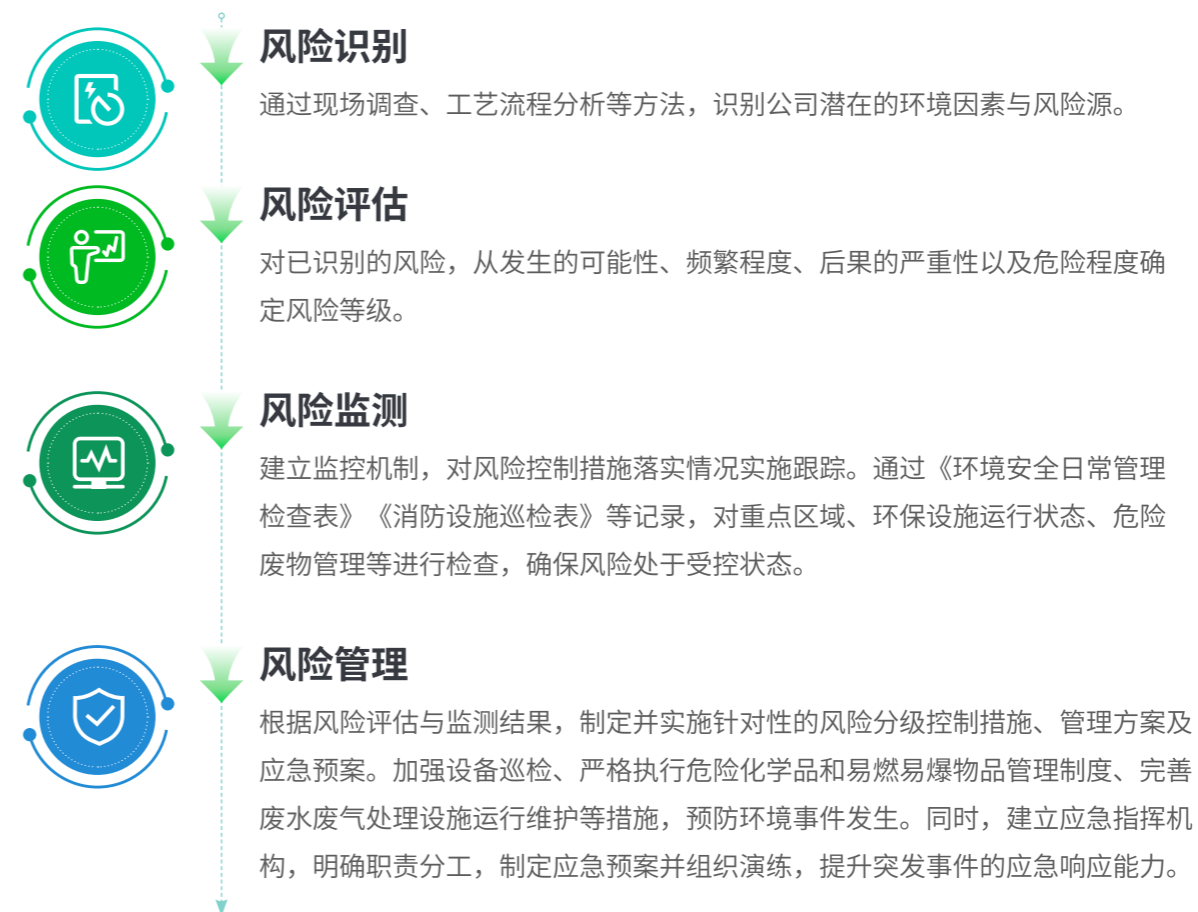 风险识别
通过现场调查、工艺流程分析等方法，识别公司潜在的环境因素与风险源。
风险评估
对已识别的风险，从发生的可能性、频繁程度、后果的严重性以及危险程度确
定风险等级。
风险监测
建立监控机制，对风险控制措施落实情况实施跟踪。通过《环境安全日常管理
检查表》《消防设施巡检表》等记录，对重点区域、环保设施运行状态、危险
废物管理等进行检查，确保风险处于受控状态。
风险管理
根据风险评估与监测结果，制定并实施针对性的风险分级控制措施、管理方案及
应急预案。加强设备巡检、严格执行危险化学品和易燃易爆物品管理制度、完善
废水废气处理设施运行维护等措施，预防环境事件发生。同时，建立应急指挥机
构，明确职责分工，制定应急预案并组织演练，提升突发事件的应急响应能力。